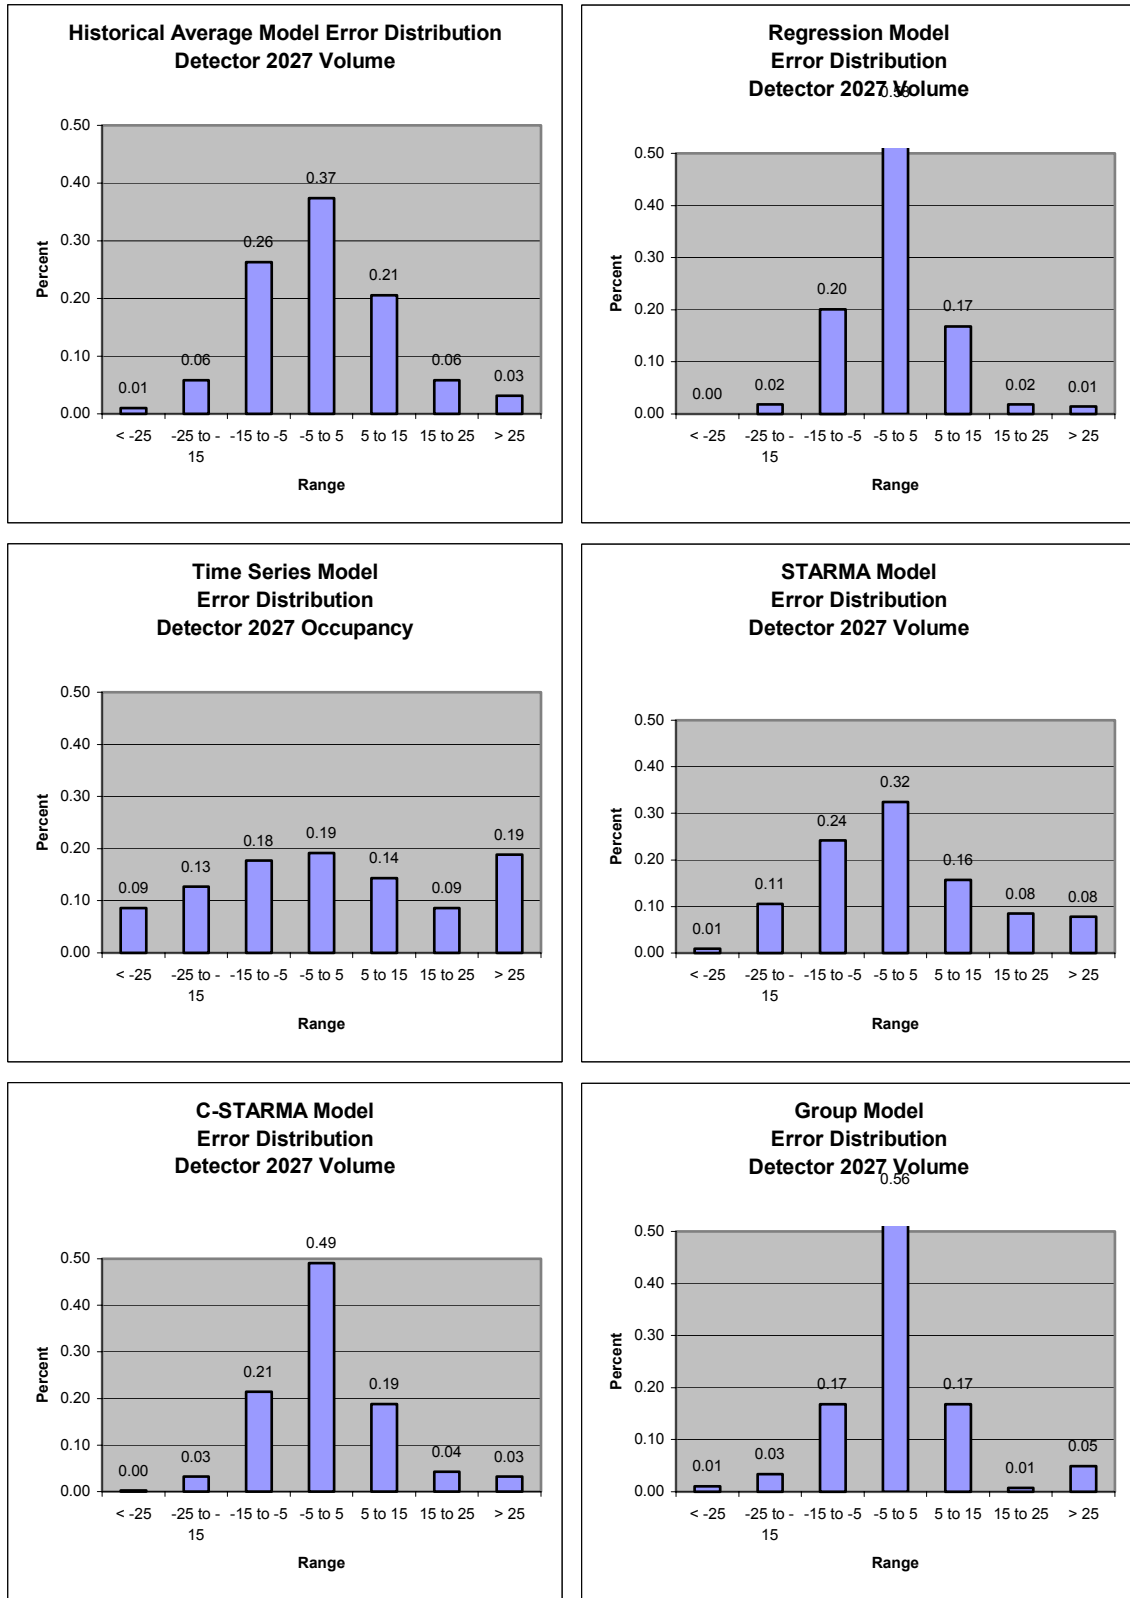 Historical Average Model Error Distribution
Detector 2027 Volume
0.50
0.40
0.30
0.20
0.10
0.00
Percent
0.01
0.06
0.26
0.37
0.21
0.06
0.03
< -25
-25 to -
15
-15 to -5
-5 to 5
5 to 15
15 to 25
> 25
Range
Regression Model
Error Distribution
Detector 2027 Volume
0.50
0.40
0.30
0.20
0.10
0.00
Percent
0.00
0.02
0.20
0.58
0.17
0.02
0.01
< -25
-25 to -
15
-15 to -5
-5 to 5
5 to 15
15 to 25
> 25
Range
Time Series Model
Error Distribution
Detector 2027 Occupancy
0.50
0.40
0.30
0.20
0.10
0.00
Percent
0.09
0.13
0.18
0.19
0.14
0.09
0.19
< -25
-25 to -
15
-15 to -5
-5 to 5
5 to 15
15 to 25
> 25
Range
STARMA Model
Error Distribution
Detector 2027 Volume
0.50
0.40
0.30
0.20
0.10
0.00
Percent
0.01
0.11
0.24
0.32
0.16
0.08
0.08
< -25
-25 to -
15
-15 to -5
-5 to 5
5 to 15
15 to 25
> 25
Range
C-STARMA Model
Error Distribution
Detector 2027 Volume
0.50
0.40
0.30
0.20
0.10
0.00
Percent
0.00
0.03
0.21
0.49
0.19
0.04
0.03
< -25
-25 to -
15
-15 to -5
-5 to 5
5 to 15
15 to 25
> 25
Range
Group Model
Error Distribution
Detector 2027 Volume
0.50
0.40
0.30
0.20
0.10
0.00
Percent
0.01
0.03
0.17
0.56
0.17
0.01
0.05
< -25
-25 to -
15
-15 to -5
-5 to 5
5 to 15
15 to 25
> 25
Range